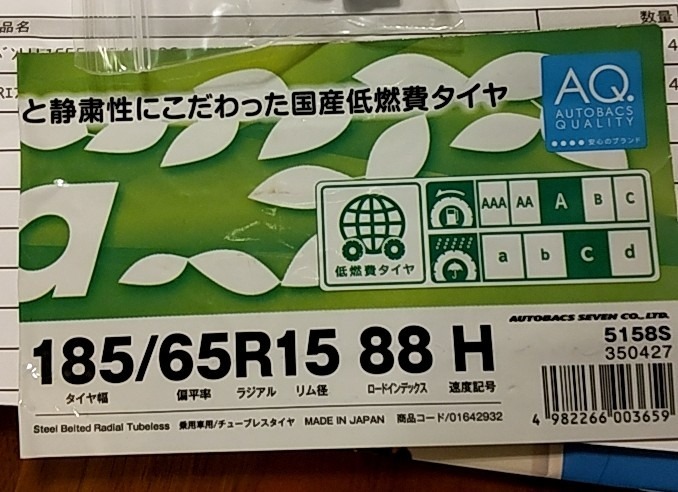 品名
数量
と静粛性にこだわった国産低燃費タイヤ
AQ.
AUTOBACS
QUALITY
安心のブランド
a
低燃費タイヤ
AAA AA A B C
a b c d
AUTOBACS SEVEN CO., LTD.
185/65R15 88 H
タイヤ幅 偏平率 ラジアル リム径 ロードインデックス 速度記号
5158S
350427
4 982266 003659
Steel Belted Radial Tubeless 乗用車用/チューブレスタイヤ MADE IN JAPAN 商品コード/01642932